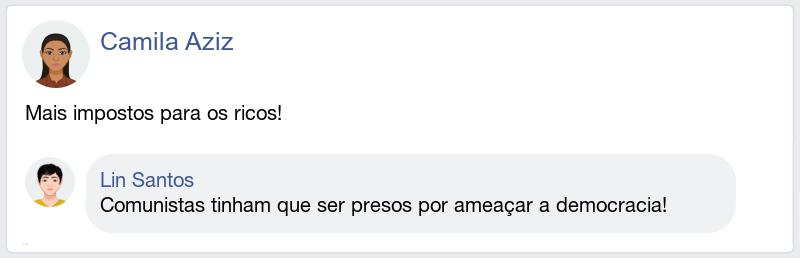 Camila Aziz
Mais impostos para os ricos!
Lin Santos
Comunistas tinham que ser presos por ameaçar a democracia!